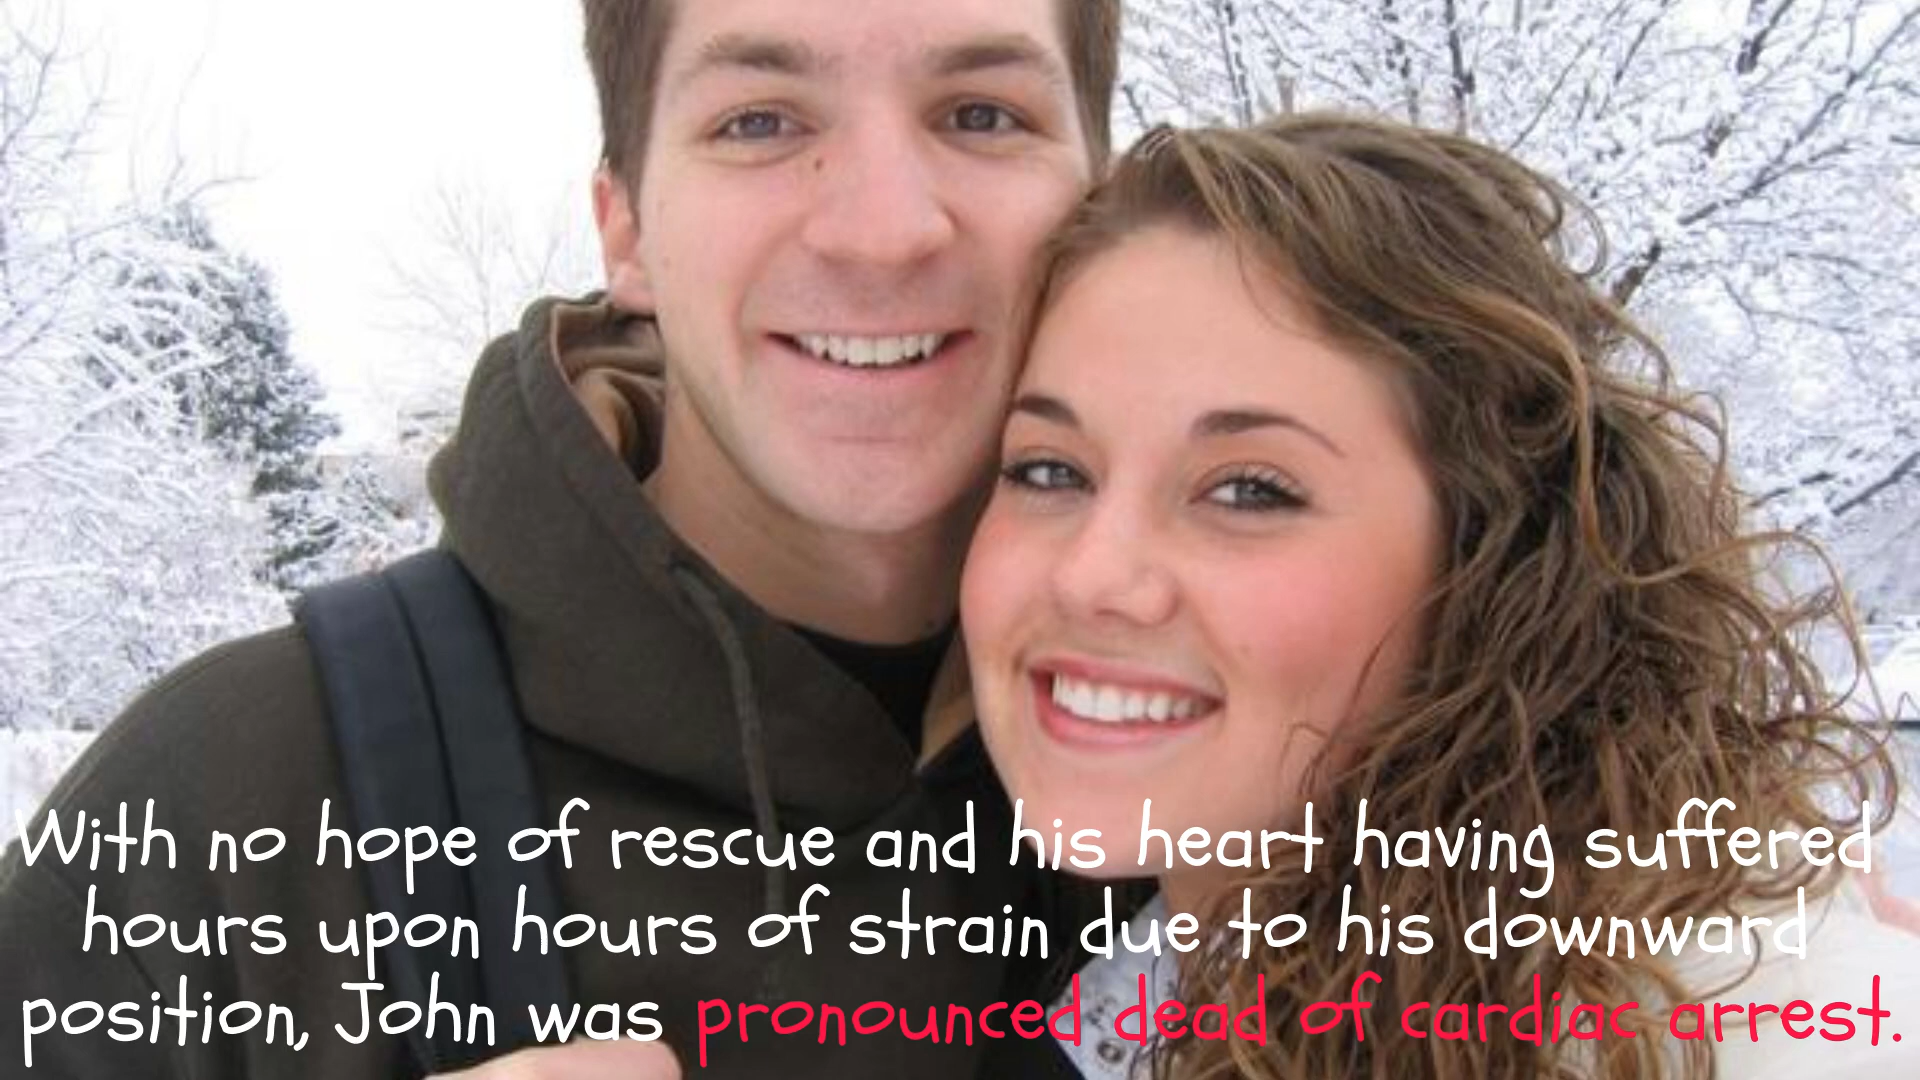 With no hope of rescue and his heart having suffered
hours upon hours of strain due to his downward
position, John was pronounced dead of cardiac arrest.